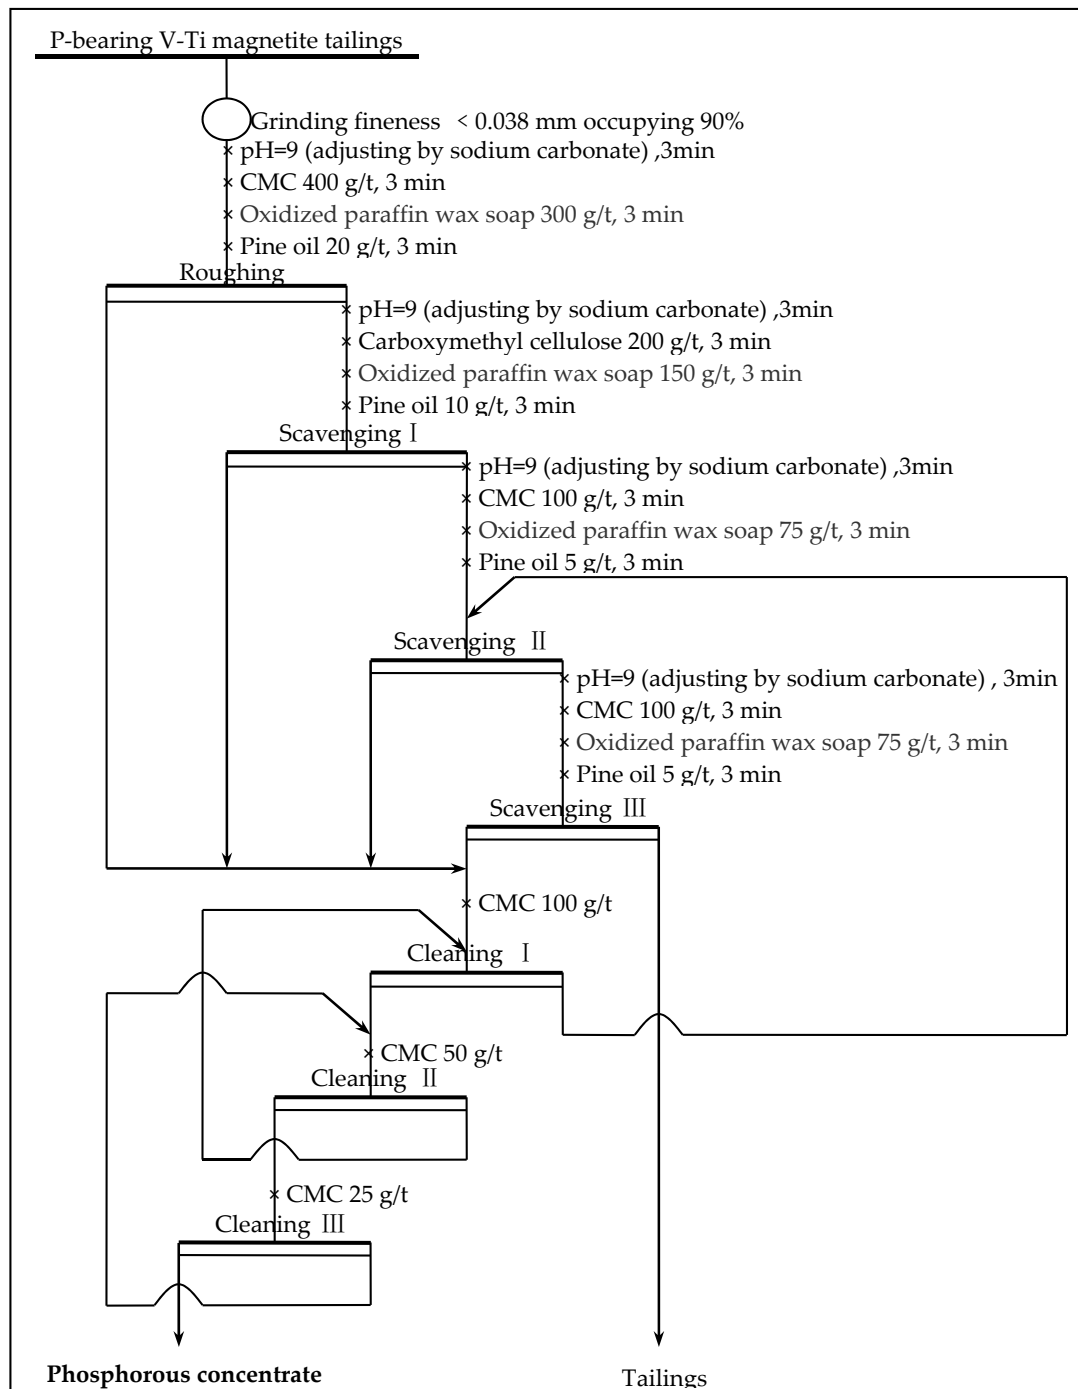 P-bearing V-Ti magnetite tailings
Grinding fineness < 0.038 mm occupying 90%
pH=9 (adjusting by sodium carbonate) ,3min
CMC 400 g/t, 3 min
Oxidized paraffin wax soap 300 g/t, 3 min
Pine oil 20 g/t, 3 min
Roughing
pH=9 (adjusting by sodium carbonate) ,3min
Carboxymethyl cellulose 200 g/t, 3 min
Oxidized paraffin wax soap 150 g/t, 3 min
Pine oil 10 g/t, 3 min
Scavenging Ⅰ
pH=9 (adjusting by sodium carbonate) ,3min
CMC 100 g/t, 3 min
Oxidized paraffin wax soap 75 g/t, 3 min
Pine oil 5 g/t, 3 min
Scavenging Ⅱ
pH=9 (adjusting by sodium carbonate) , 3min
CMC 100 g/t, 3 min
Oxidized paraffin wax soap 75 g/t, 3 min
Pine oil 5 g/t, 3 min
Scavenging Ⅲ
CMC 100 g/t
Cleaning Ⅰ
CMC 50 g/t
Cleaning Ⅱ
CMC 25 g/t
Cleaning Ⅲ
Phosphorous concentrate
Tailings